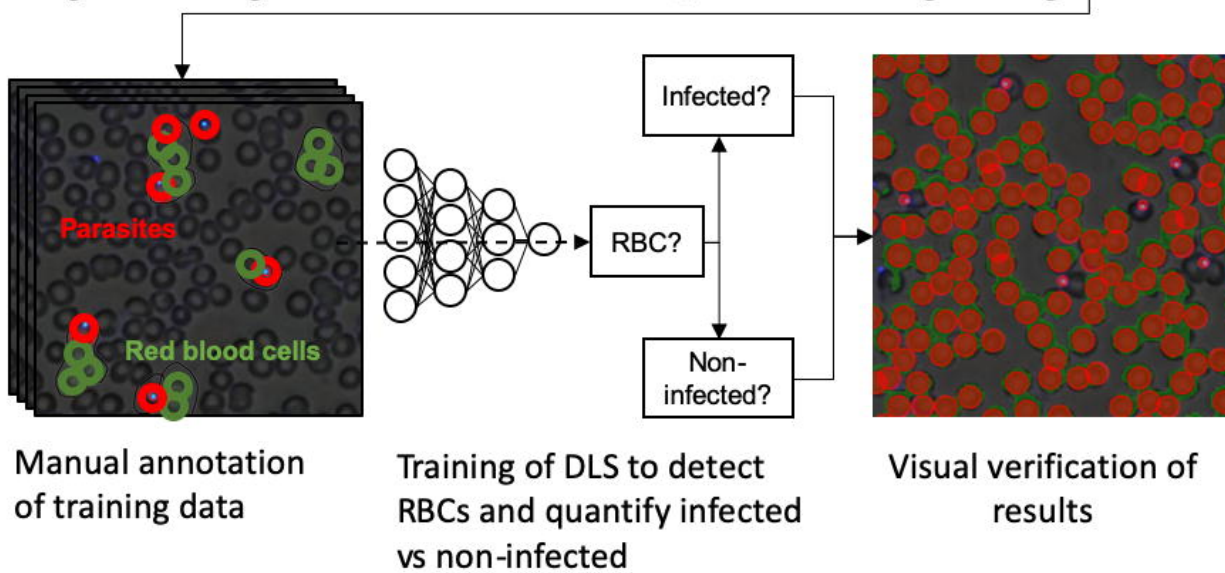 Parasites
Red blood cells
Infected?
RBC?
Non-
infected?
Manual annotation
of training data
Training of DLS to detect
RBCs and quantify infected
vs non-infected
Visual verification of
results